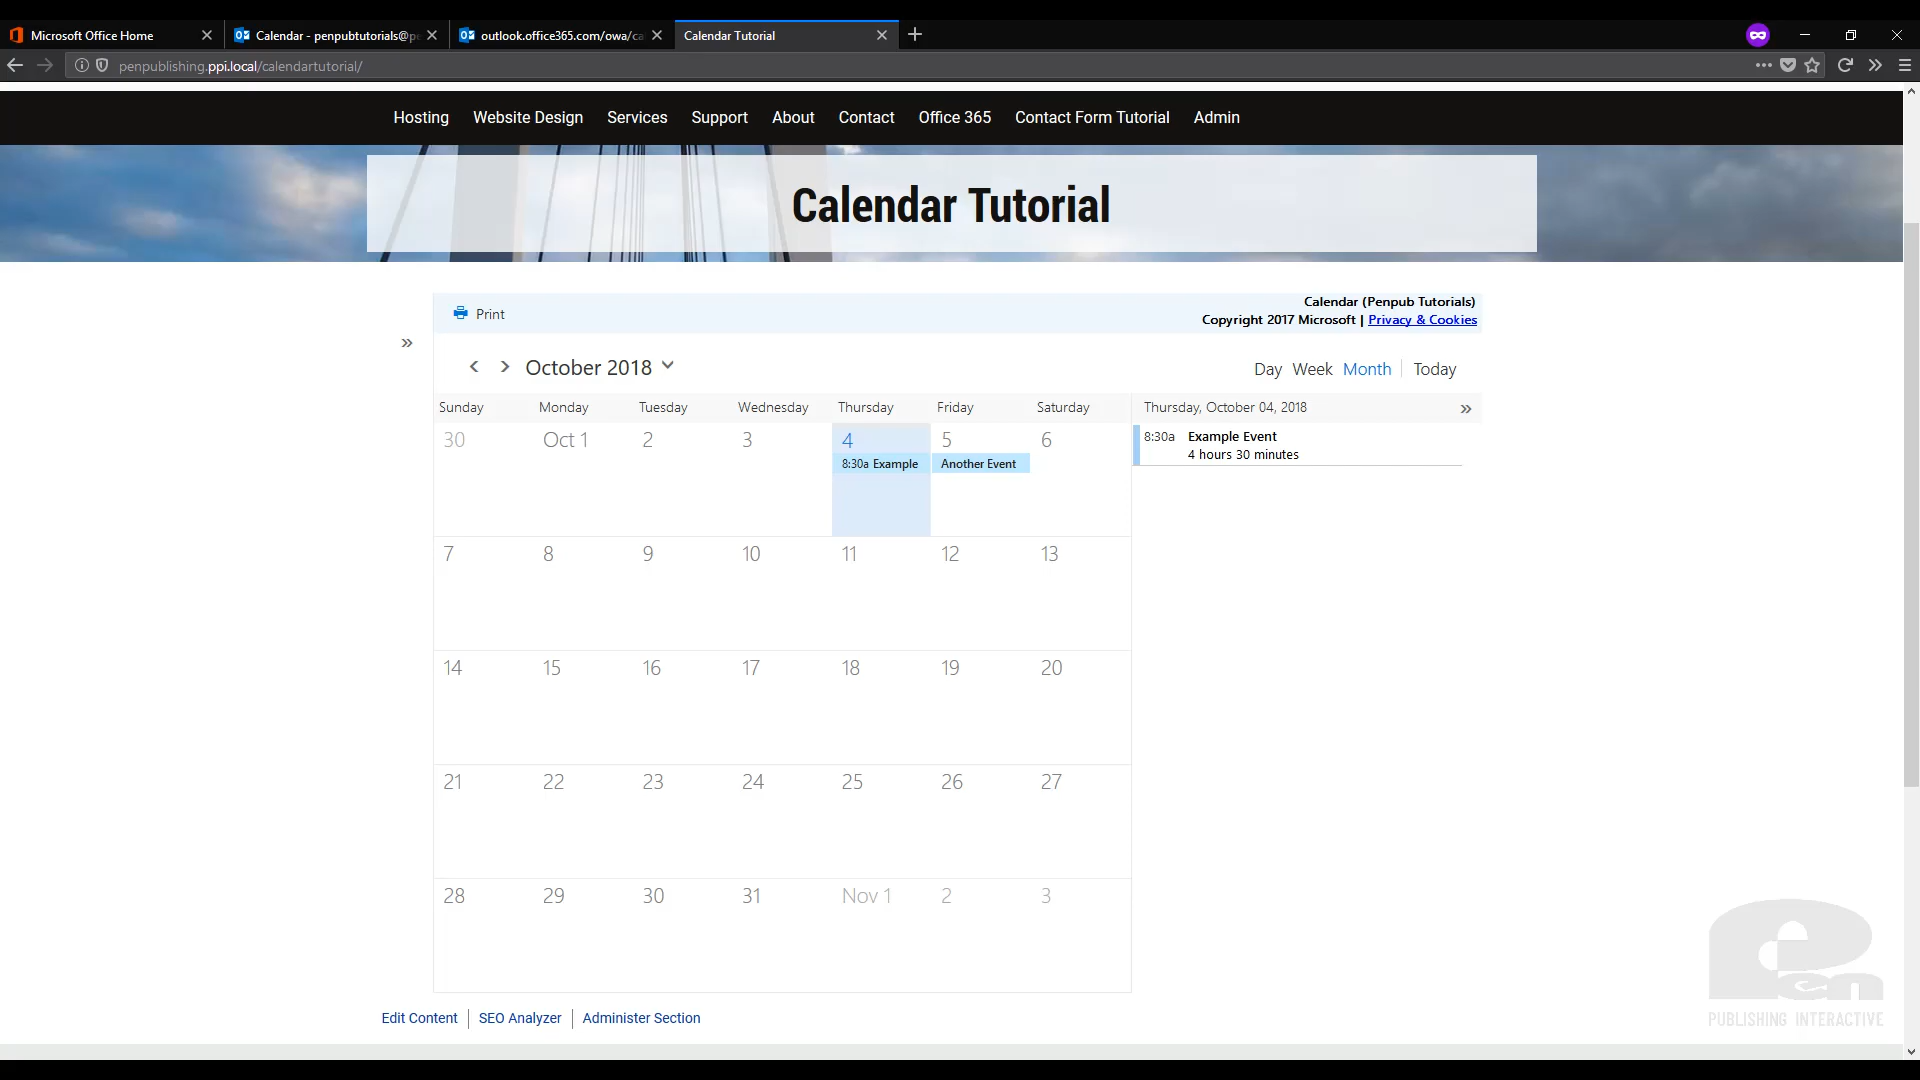 Microsoft Office Home
Calendar - penpubtutorials@pe
outlook.office365.com/owa/ca
Calendar Tutorial
penpublishing.ppi.local/calendartutorial/
Hosting Website Design Services Support About Contact Office 365 Contact Form Tutorial Admin
Calendar Tutorial
Print
Calendar (Penpub Tutorials)
Copyright 2017 Microsoft | Privacy & Cookies
October 2018
Day Week Month Today
Sunday Monday Tuesday Wednesday Thursday Friday Saturday
Thursday, October 04, 2018
30 Oct 1 2 3 4 5 6
8:30a Example
Another Event
8:30a Example Event
4 hours 30 minutes
7 8 9 10 11 12 13
14 15 16 17 18 19 20
21 22 23 24 25 26 27
28 29 30 31 Nov 1 2 3
Edit Content | SEO Analyzer | Administer Section
Pen
PUBLISHING INTERACTIVE